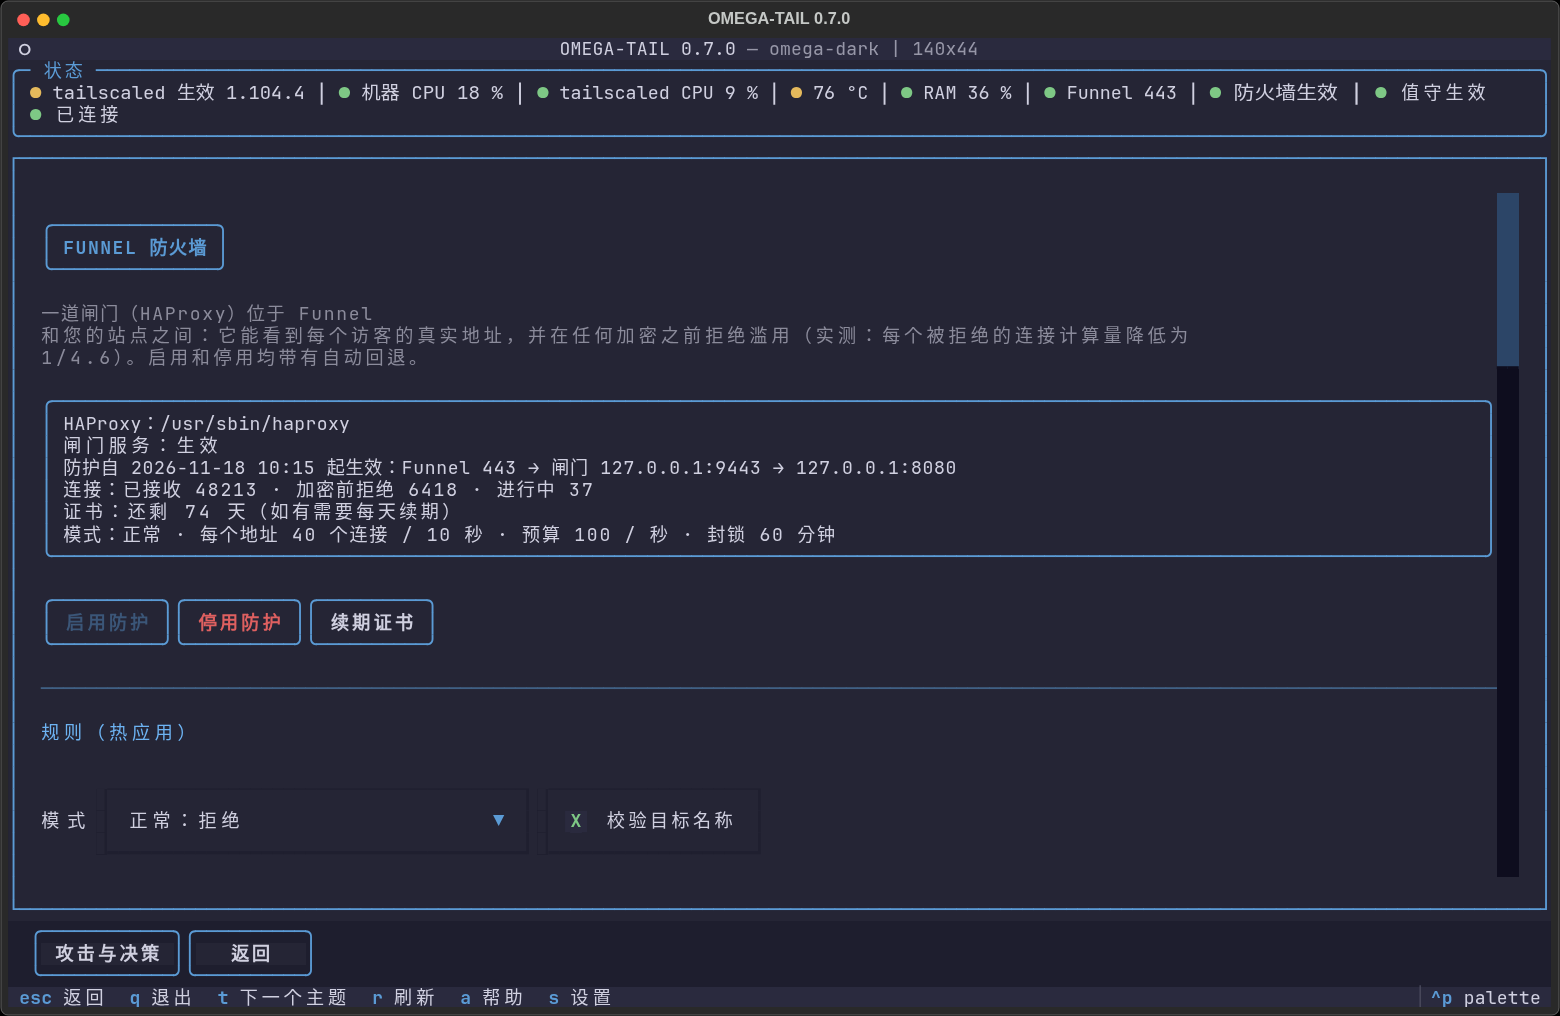 OMEGA-TAIL 0.7.0
OMEGA-TAIL 0.7.0 — omega-dark | 140x44
状态
● tailscaled 生效 1.104.4 | ● 机器 CPU 18 % | ● tailscaled CPU 9 % | ● 76 °C | ● RAM 36 % | ● Funnel 443 | ● 防火墙生效 | ● 值守生效
● 已连接
FUNNEL 防火墙
一道闸门（HAProxy）位于 Funnel
和您的站点之间：它能看到每个访客的真实地址，并在任何加密之前拒绝滥用（实测：每个被拒绝的连接计算量降低为
1/4.6）。启用和停用均带有自动回退。
HAProxy：/usr/sbin/haproxy
闸门服务：生效
防护自 2026-11-18 10:15 起生效：Funnel 443 → 闸门 127.0.0.1:9443 → 127.0.0.1:8080
连接：已接收 48213 · 加密前拒绝 6418 · 进行中 37
证书：还剩 74 天（如有需要每天续期）
模式：正常 · 每个地址 40 个连接 / 10 秒 · 预算 100 / 秒 · 封锁 60 分钟
启用防护 停用防护 续期证书
规则（热应用）
模式 正常：拒绝 ▼ X 校验目标名称
攻击与决策 返回
esc 返回 q 退出 t 下一个主题 r 刷新 a 帮助 s 设置 ^p palette